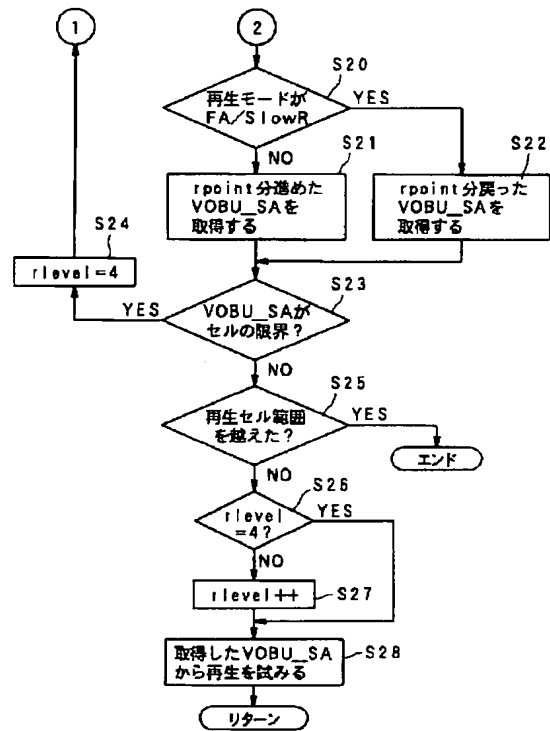 1
2
S20
再生モードが
FA/SlowR
YES
NO
S21
rpoint分進めた
VOBU_SAを
取得する
S22
rpoint分戻った
VOBU_SAを
取得する
S24
rlevel=4
S23
VOBU_SAが
セルの限界？
YES
NO
S25
再生セル範囲
を越えた？
YES
エンド
NO
S26
rlevel
=4?
YES
NO
rlevel++
S27
取得したVOBU_SA
から再生を試みる
S28
リターン